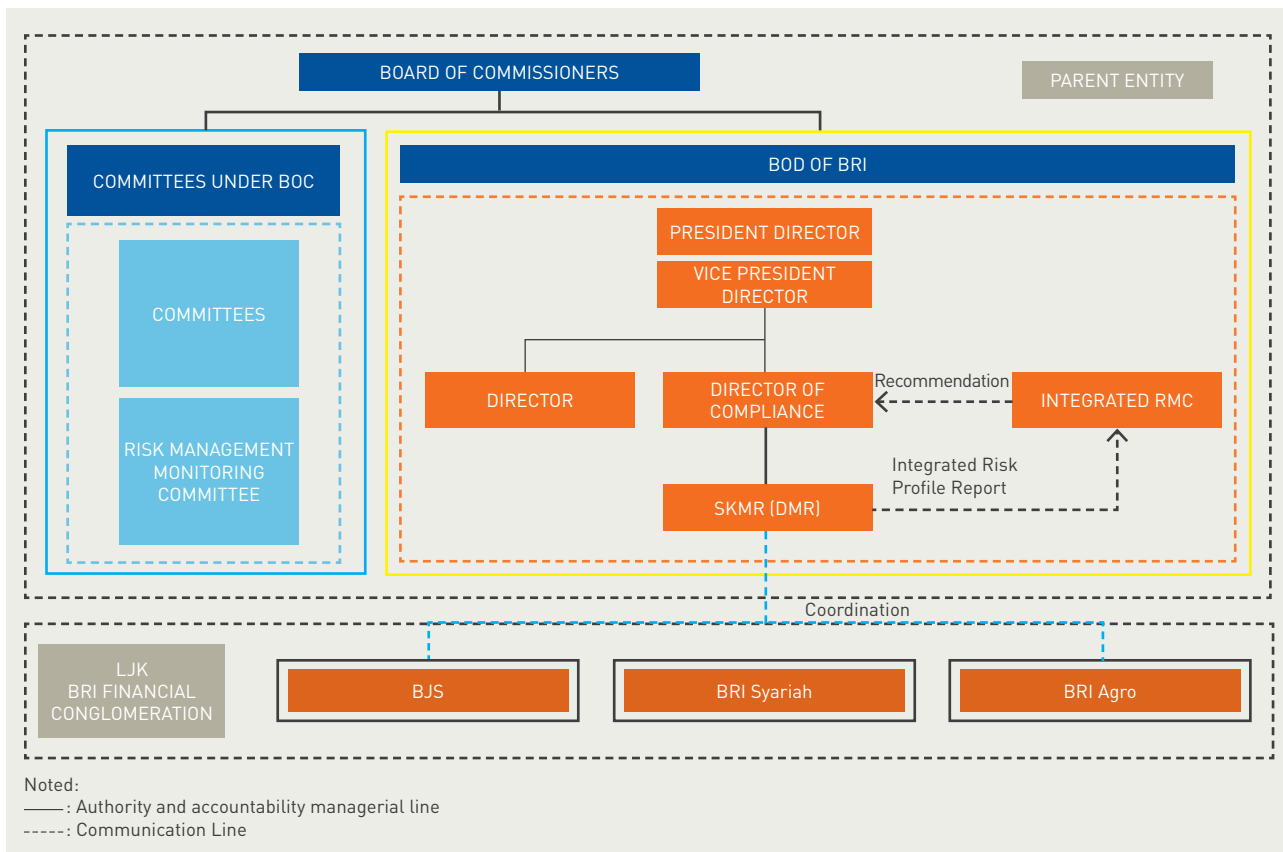 BOARD OF COMMISSIONERS
PARENT ENTITY
COMMITTEES UNDER BOC
BOD OF BRI
COMMITTEES
RISK MANAGEMENT
MONITORING
COMMITTEE
PRESIDENT DIRECTOR
VICE PRESIDENT
DIRECTOR
DIRECTOR
DIRECTOR OF
COMPLIANCE
Recommendation
INTEGRATED RMC
Integrated Risk
Profile Report
SKMR (DMR)
Coordination
LJK
BRI FINANCIAL
CONGLOMERATION
BJS
BRI Syariah
BRI Agro
Noted:
——: Authority and accountability managerial line
-----: Communication Line